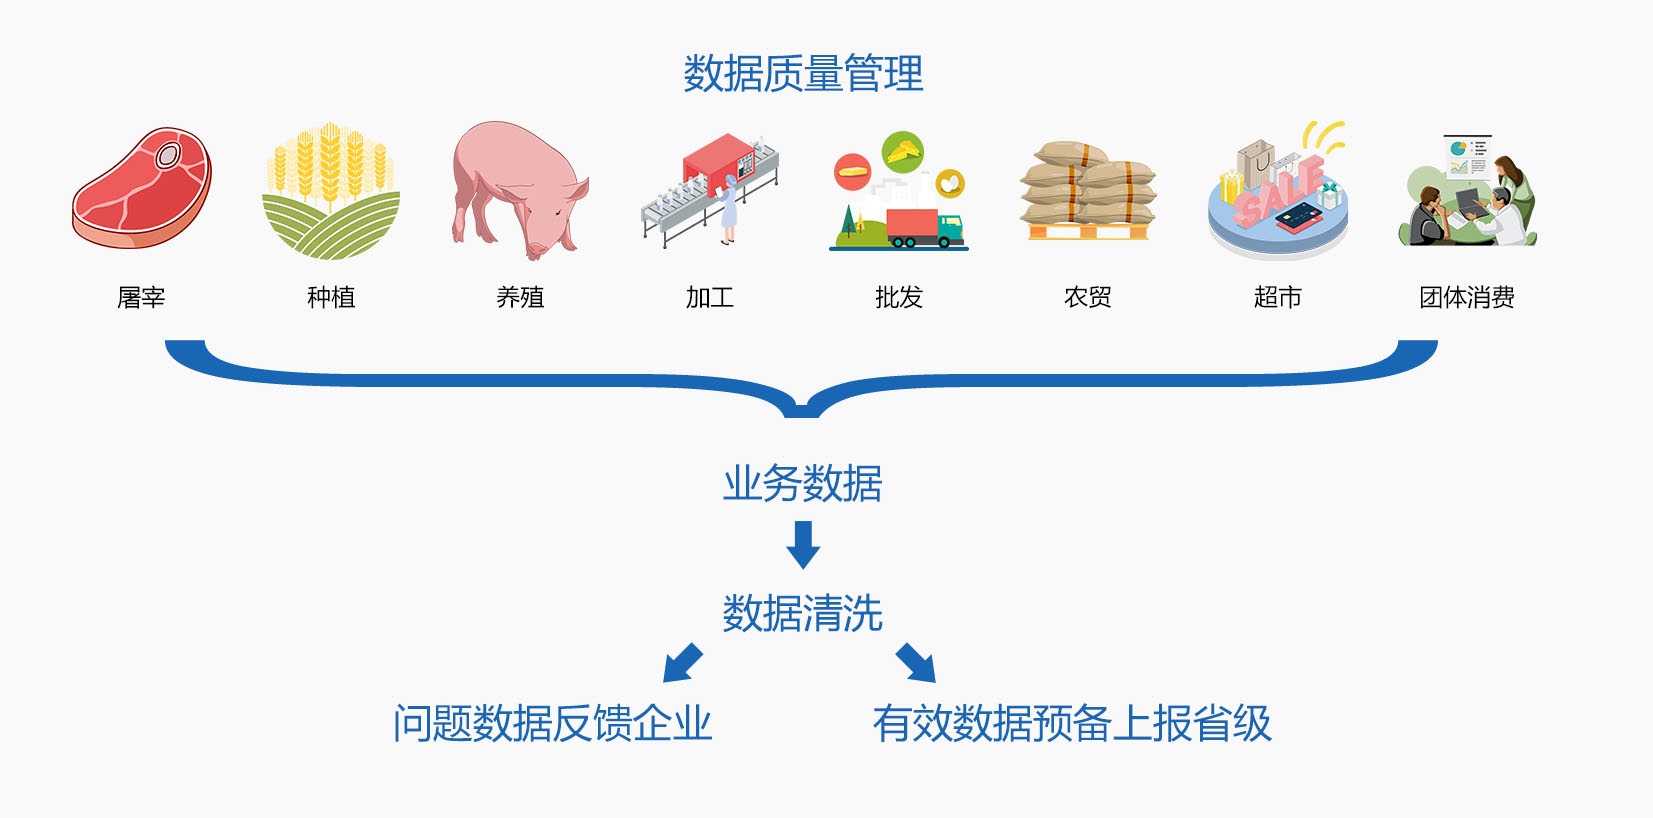 数据质量管理
SALE
屠宰
种植
养殖
加工
批发
农贸
超市
团体消费
业务数据
数据清洗
问题数据反馈企业
有效数据预备上报省级